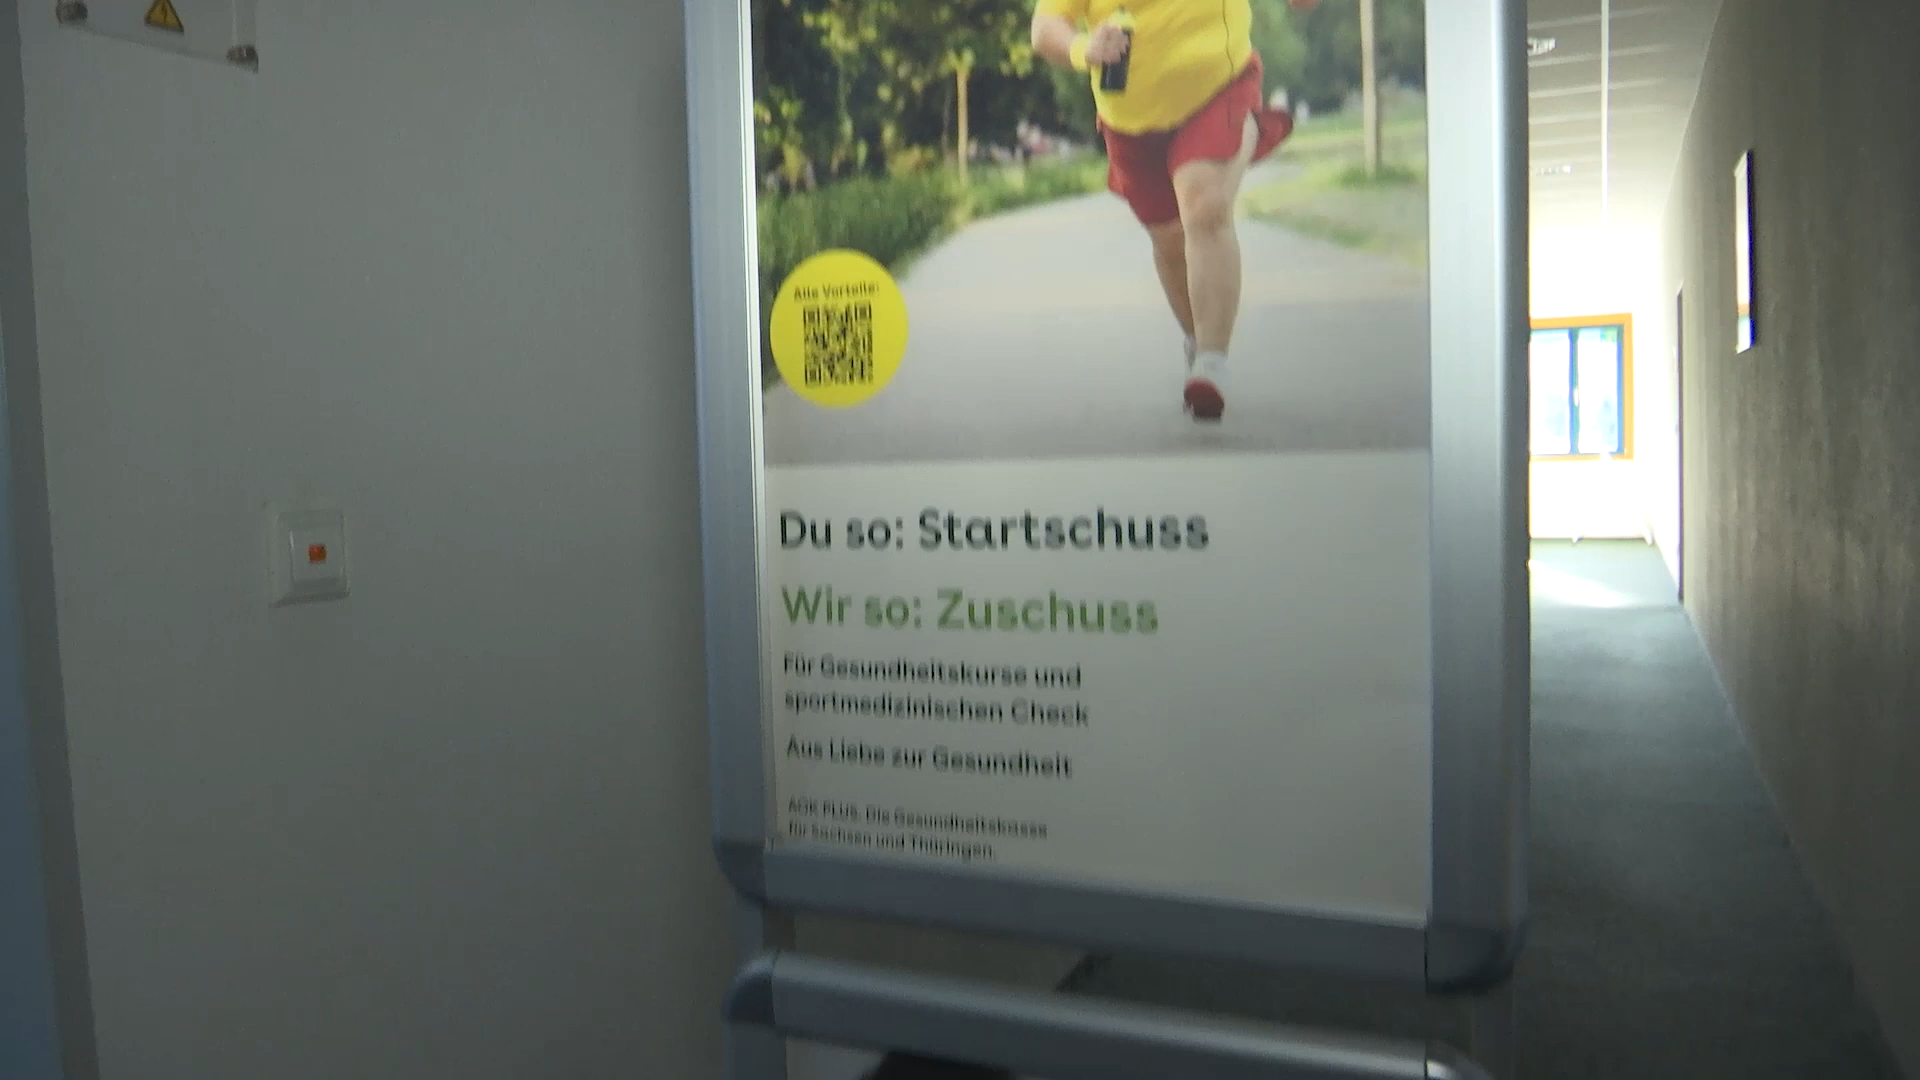 Alle Vorteile:
Du so: Startschuss
Wir so: Zuschuss
Für Gesundheitskurse und
sportmedizinischen Check
Aus Liebe zur Gesundheit
AOK PLUS. Die Gesundheitskasse
für Sachsen und Thüringen.